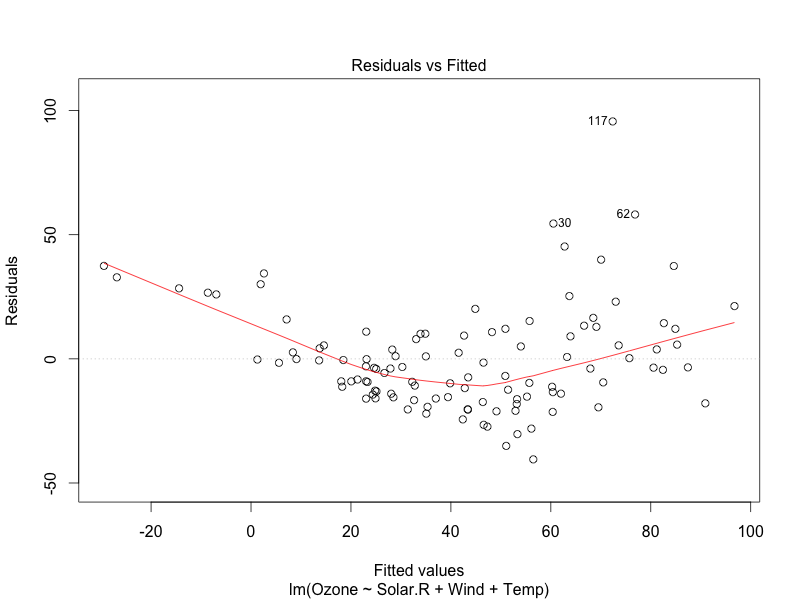 Residuals vs Fitted
Residuals
100
50
0
-50
117
62
30
-20 0 20 40 60 80 100
Fitted values
lm(Ozone ~ Solar.R + Wind + Temp)